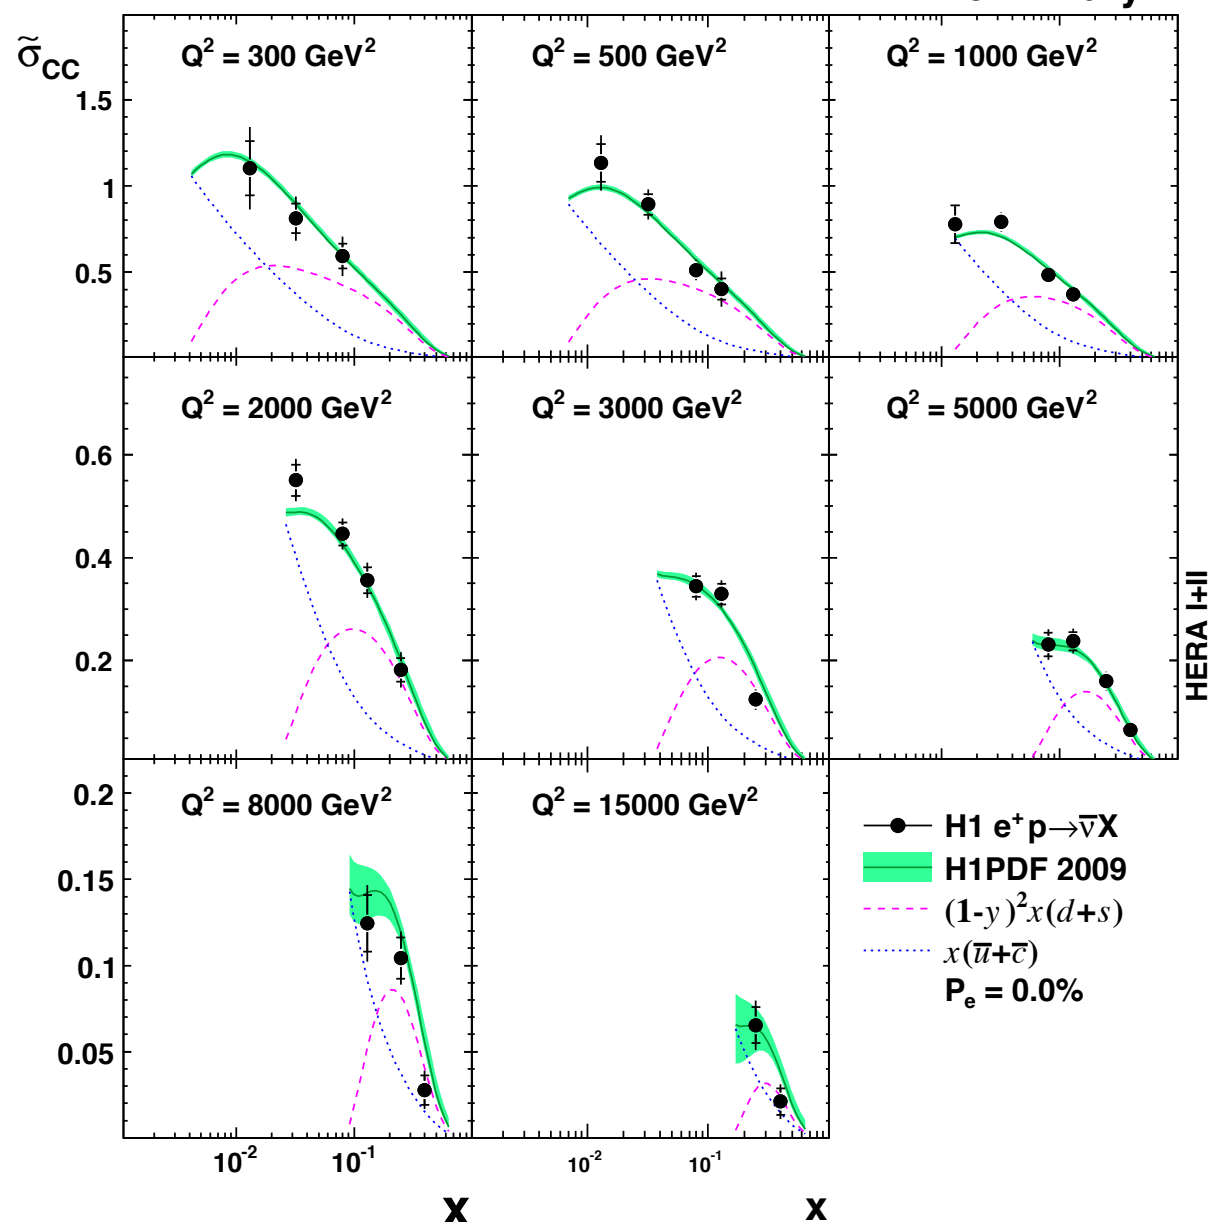 σ̃CC
Q² = 300 GeV²
Q² = 500 GeV²
Q² = 1000 GeV²
1.5
1
0.5
Q² = 2000 GeV²
Q² = 3000 GeV²
Q² = 5000 GeV²
0.6
0.4
0.2
HERA I+II
Q² = 8000 GeV²
Q² = 15000 GeV²
0.2
0.15
0.1
0.05
H1 e⁺p→ν̅X
H1PDF 2009
(1-y)²x(d+s)
x(u̅+c̅)
Pₑ = 0.0%
10⁻² 10⁻¹ 10⁻² 10⁻¹
x x